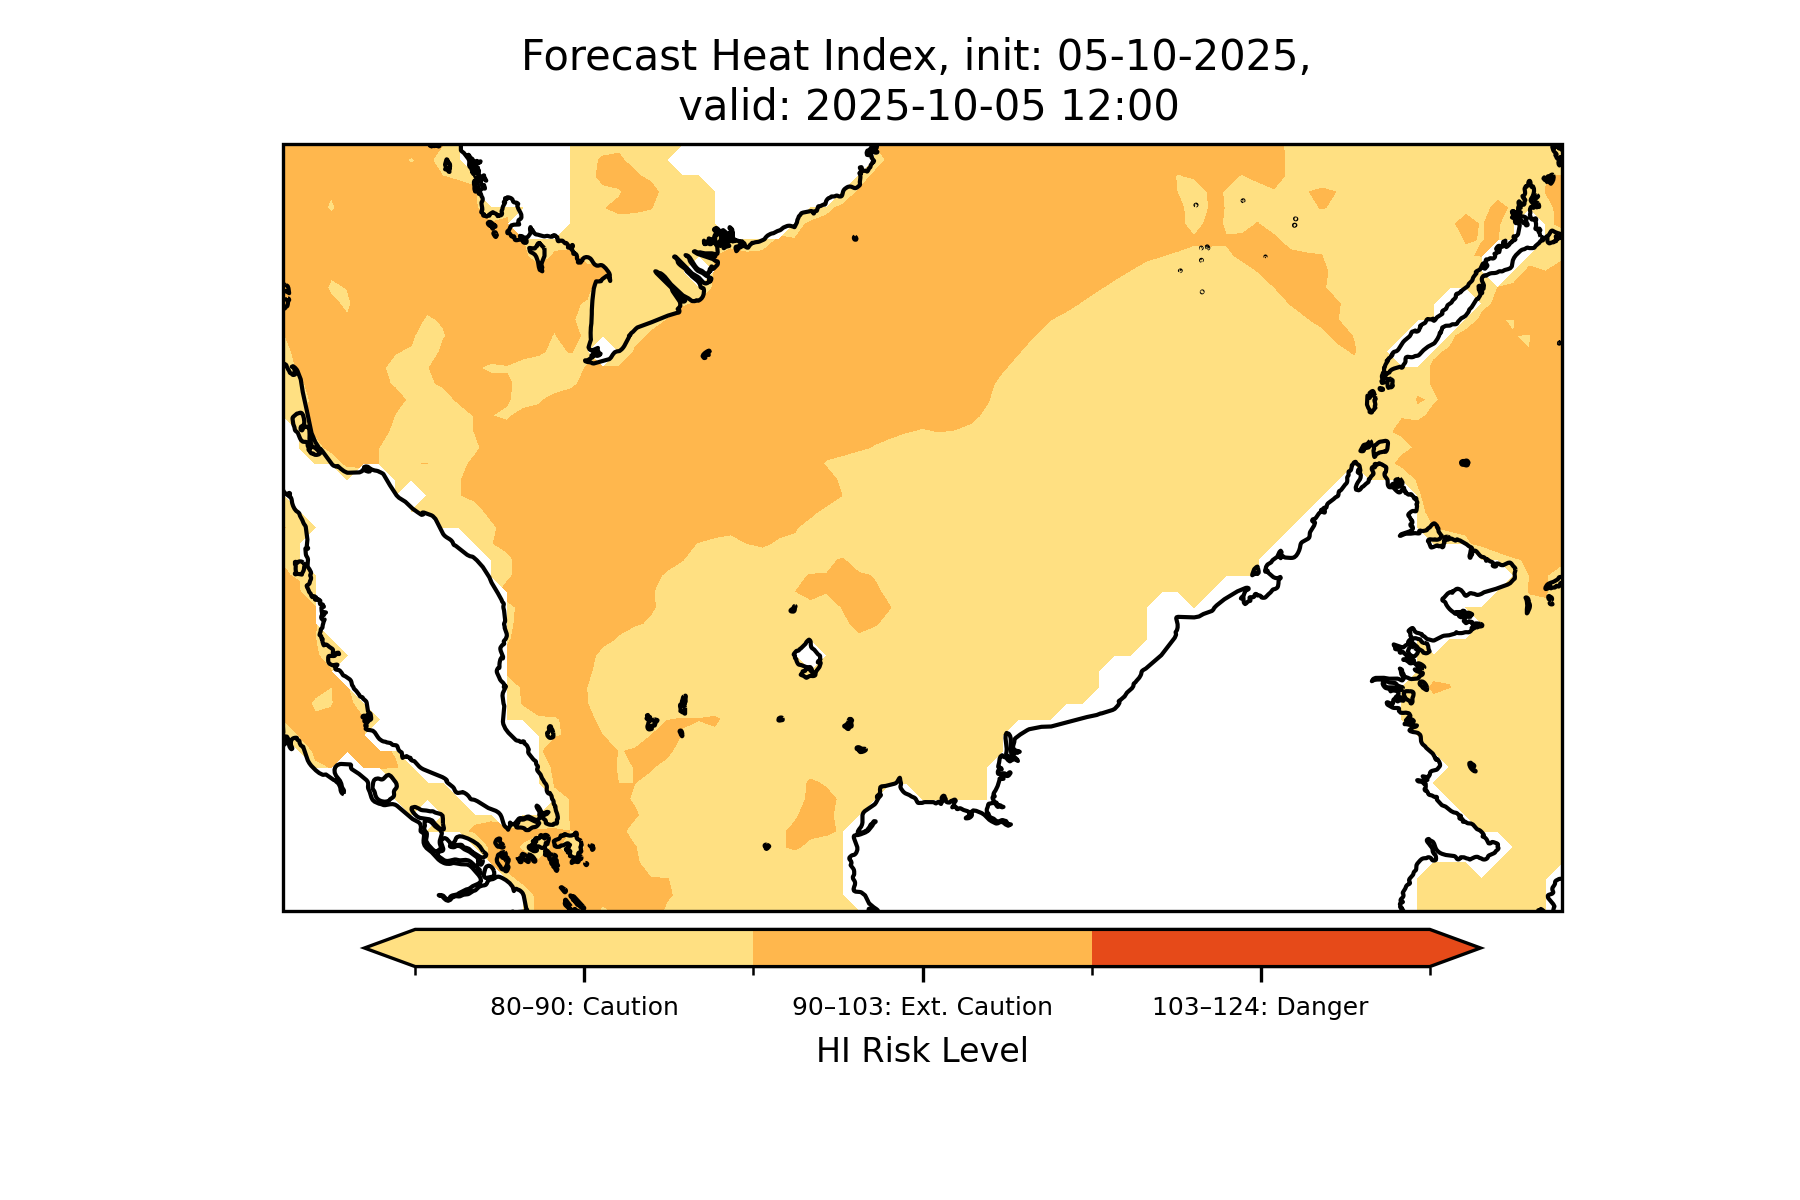 Forecast Heat Index, init: 05-10-2025,
valid: 2025-10-05 12:00
80–90: Caution
90–103: Ext. Caution
103–124: Danger
HI Risk Level